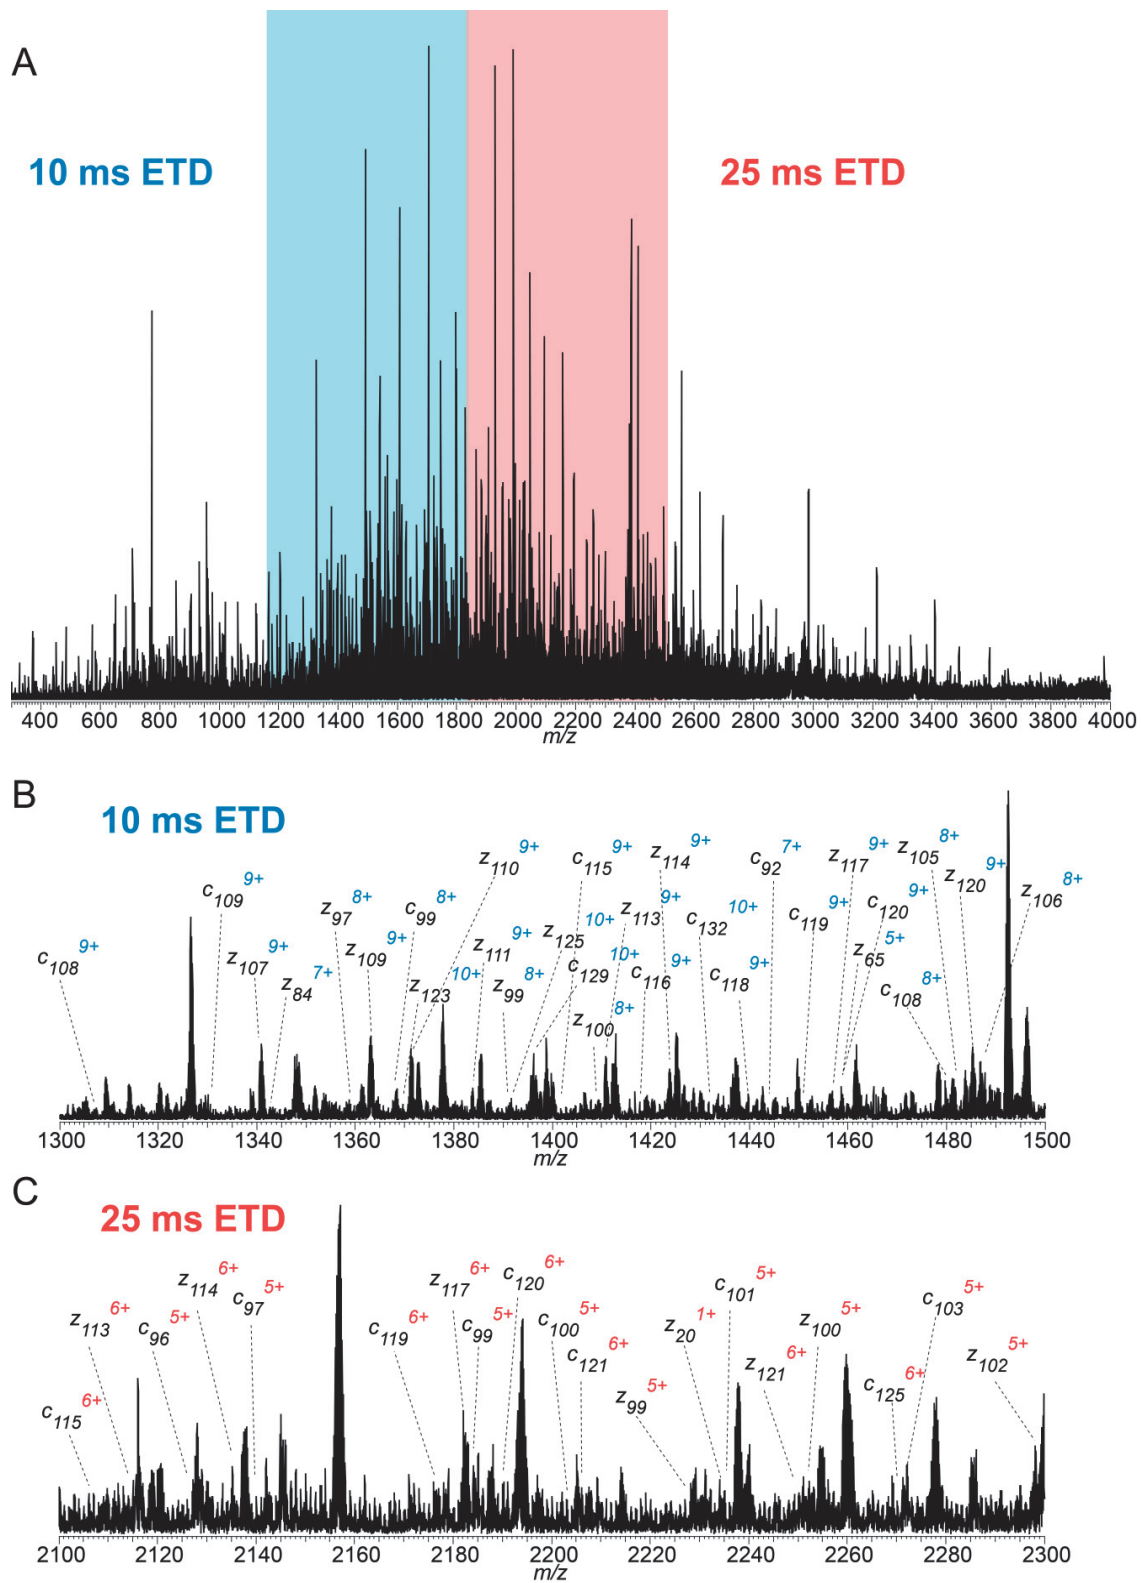 A
10 ms ETD
25 ms ETD
400 600 800 1000 1200 1400 1600 1800 2000 2200 2400 2600 2800 3000 3200 3400 3600 3800 4000
m/z
B
10 ms ETD
c108 9+
c109 9+
z107 9+
z84 7+
z97 8+
z109 9+
c99 8+
z123 10+
z110 9+
z111 9+
z99 8+
z125 10+
c115 9+
c129 10+
z100 8+
z113 9+
c116 9+
z114 9+
c132 10+
c118 9+
c92 7+
c119 9+
z117 9+
c120 9+
z65 5+
c108 8+
z105 8+
z120 9+
z106 8+
1300 1320 1340 1360 1380 1400 1420 1440 1460 1480 1500
m/z
C
25 ms ETD
c115 6+
z113 6+
c96 5+
z114 6+
c97 5+
c119 6+
z117 6+
c99 5+
c120 6+
c100 5+
c121 6+
z99 5+
z20 1+
c101 5+
z121 6+
z100 5+
c125 6+
c103 5+
z102 5+
2100 2120 2140 2160 2180 2200 2220 2240 2260 2280 2300
m/z